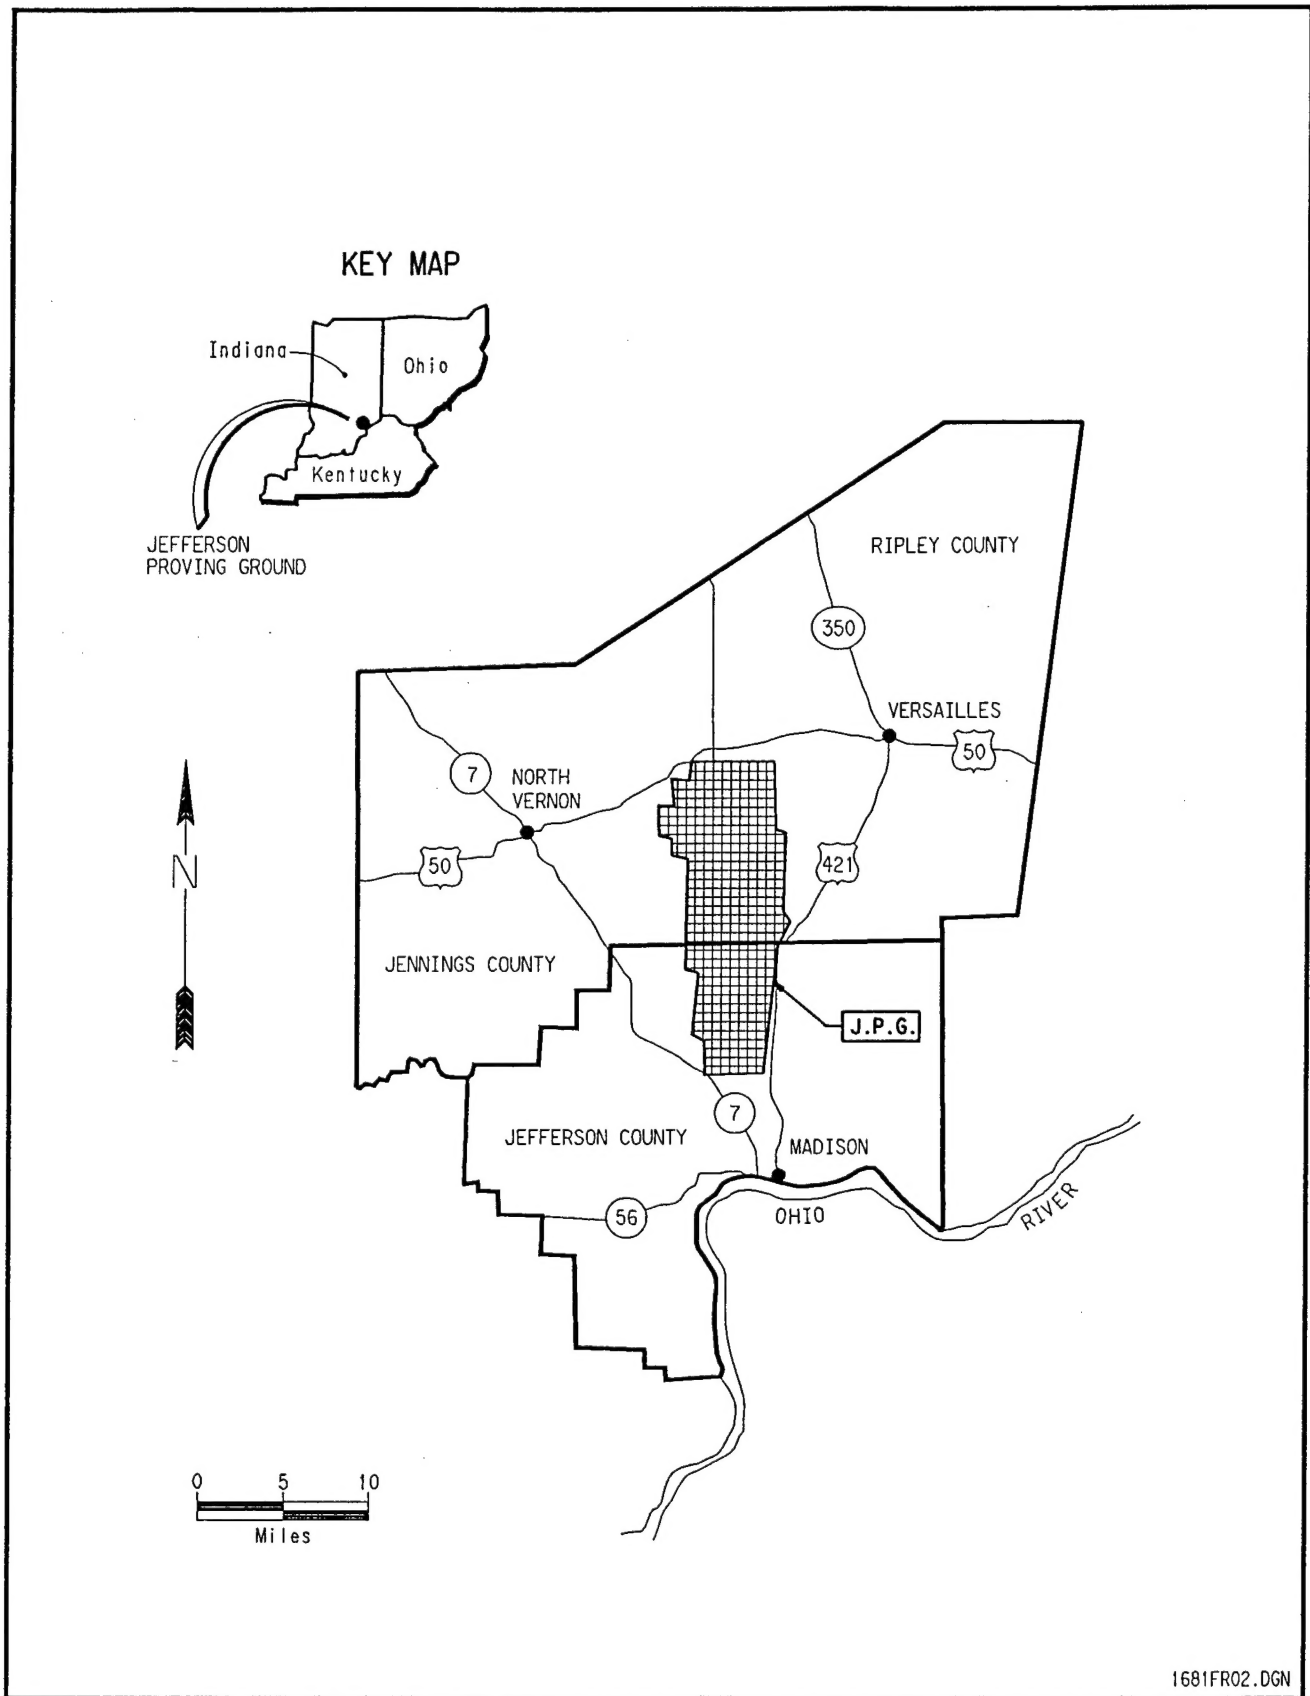 KEY MAP
Indiana
Ohio
Kentucky
JEFFERSON
PROVING GROUND
RIPLEY COUNTY
350
VERSAILLES
50
7
NORTH
VERNON
50
421
N
JENNINGS COUNTY
J.P.G.
7
JEFFERSON COUNTY
MADISON
56
OHIO
RIVER
0 5 10
Miles
1681FR02.DGN